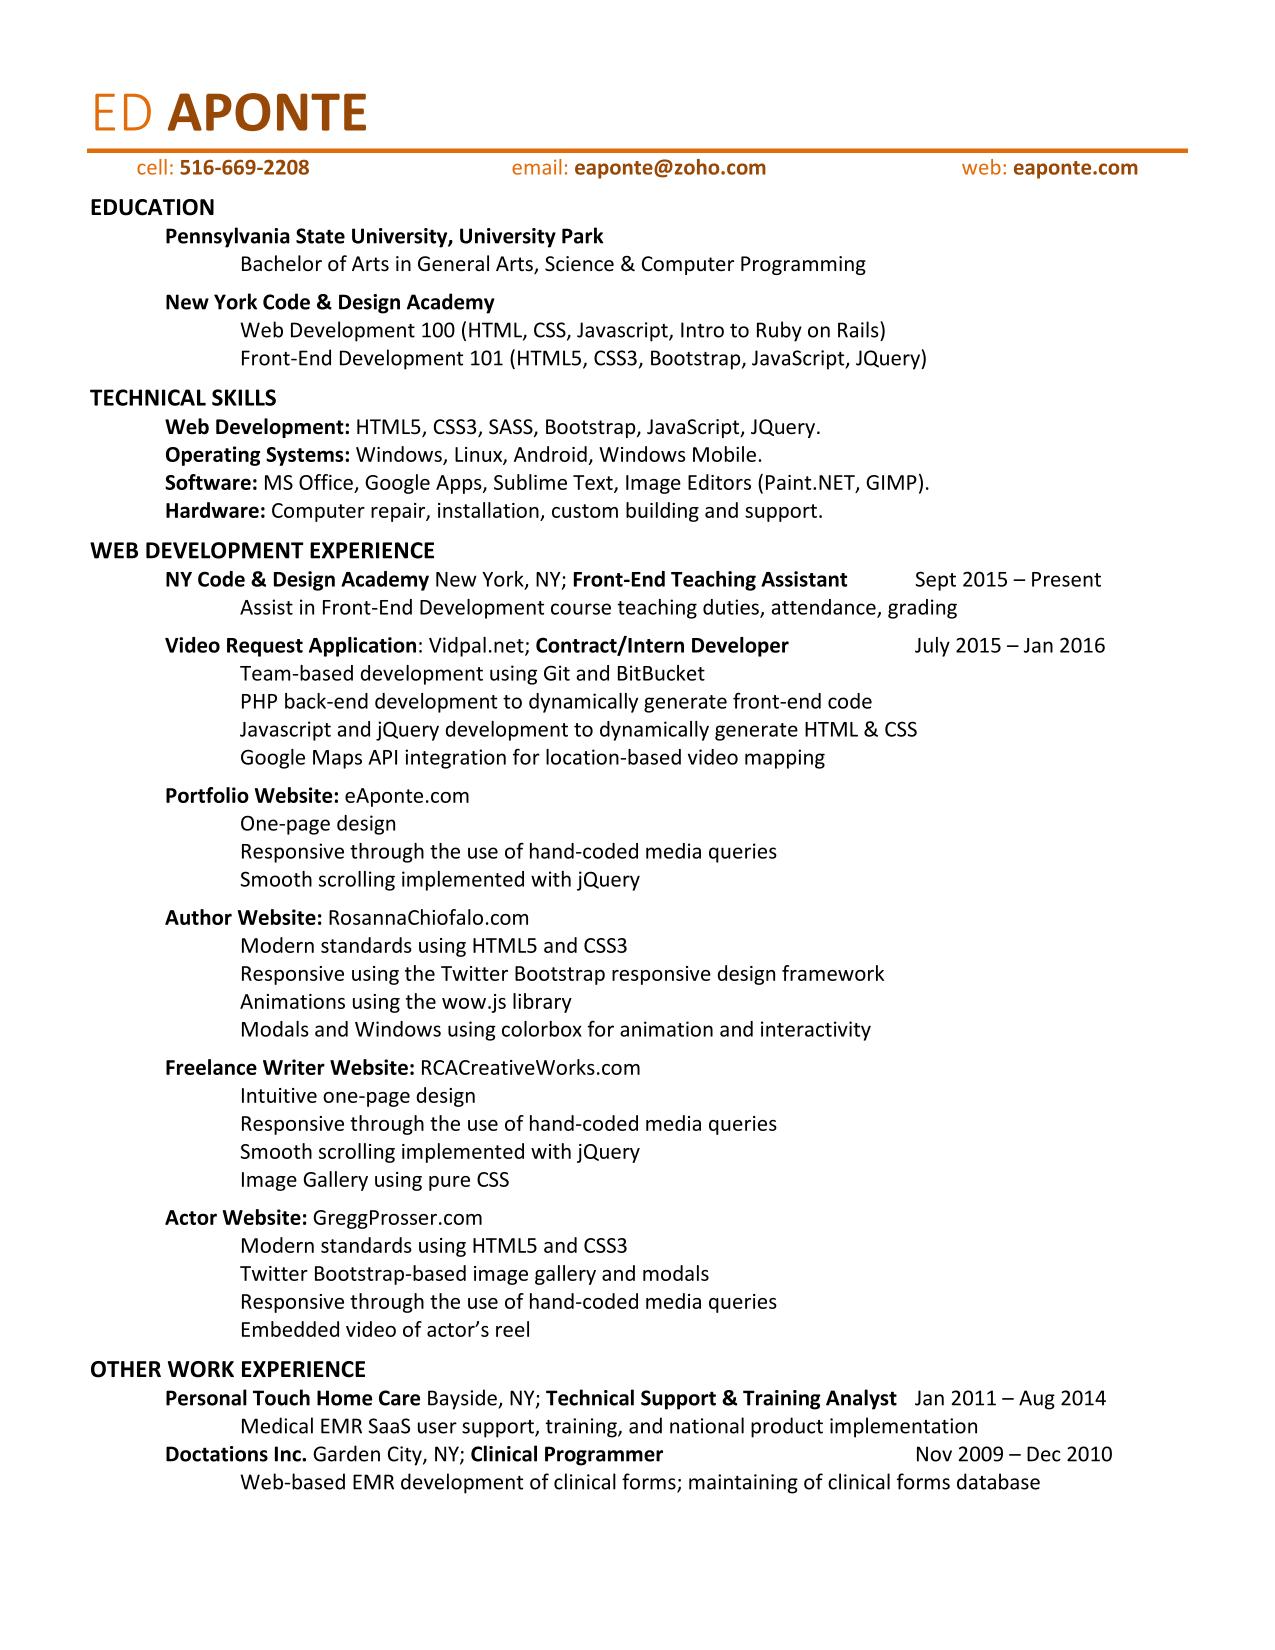 ED APONTE
cell: 516-669-2208 email: eaponte@zoho.com web: eaponte.com
EDUCATION
Pennsylvania State University, University Park
Bachelor of Arts in General Arts, Science & Computer Programming
New York Code & Design Academy
Web Development 100 (HTML, CSS, Javascript, Intro to Ruby on Rails)
Front-End Development 101 (HTML5, CSS3, Bootstrap, JavaScript, JQuery)
TECHNICAL SKILLS
Web Development: HTML5, CSS3, SASS, Bootstrap, JavaScript, JQuery.
Operating Systems: Windows, Linux, Android, Windows Mobile.
Software: MS Office, Google Apps, Sublime Text, Image Editors (Paint.NET, GIMP).
Hardware: Computer repair, installation, custom building and support.
WEB DEVELOPMENT EXPERIENCE
NY Code & Design Academy New York, NY; Front-End Teaching Assistant Sept 2015 – Present
Assist in Front-End Development course teaching duties, attendance, grading
Video Request Application: Vidpal.net; Contract/Intern Developer July 2015 – Jan 2016
Team-based development using Git and BitBucket
PHP back-end development to dynamically generate front-end code
Javascript and jQuery development to dynamically generate HTML & CSS
Google Maps API integration for location-based video mapping
Portfolio Website: eAponte.com
One-page design
Responsive through the use of hand-coded media queries
Smooth scrolling implemented with jQuery
Author Website: RosannaChiofalo.com
Modern standards using HTML5 and CSS3
Responsive using the Twitter Bootstrap responsive design framework
Animations using the wow.js library
Modals and Windows using colorbox for animation and interactivity
Freelance Writer Website: RCACreativeWorks.com
Intuitive one-page design
Responsive through the use of hand-coded media queries
Smooth scrolling implemented with jQuery
Image Gallery using pure CSS
Actor Website: GreggProsser.com
Modern standards using HTML5 and CSS3
Twitter Bootstrap-based image gallery and modals
Responsive through the use of hand-coded media queries
Embedded video of actor’s reel
OTHER WORK EXPERIENCE
Personal Touch Home Care Bayside, NY; Technical Support & Training Analyst Jan 2011 – Aug 2014
Medical EMR SaaS user support, training, and national product implementation
Doctations Inc. Garden City, NY; Clinical Programmer Nov 2009 – Dec 2010
Web-based EMR development of clinical forms; maintaining of clinical forms database